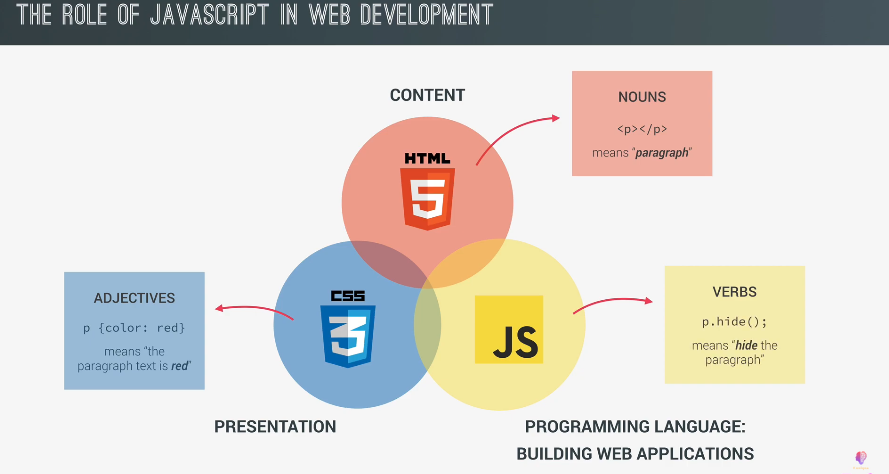 THE ROLE OF JAVASCRIPT IN WEB DEVELOPMENT
CONTENT
HTML
5
NOUNS
<p></p>
means “paragraph”
CSS
3
ADJECTIVES
p {color: red}
means “the
paragraph text is red”
JS
VERBS
p.hide();
means “hide the
paragraph”
PRESENTATION
PROGRAMMING LANGUAGE:
BUILDING WEB APPLICATIONS